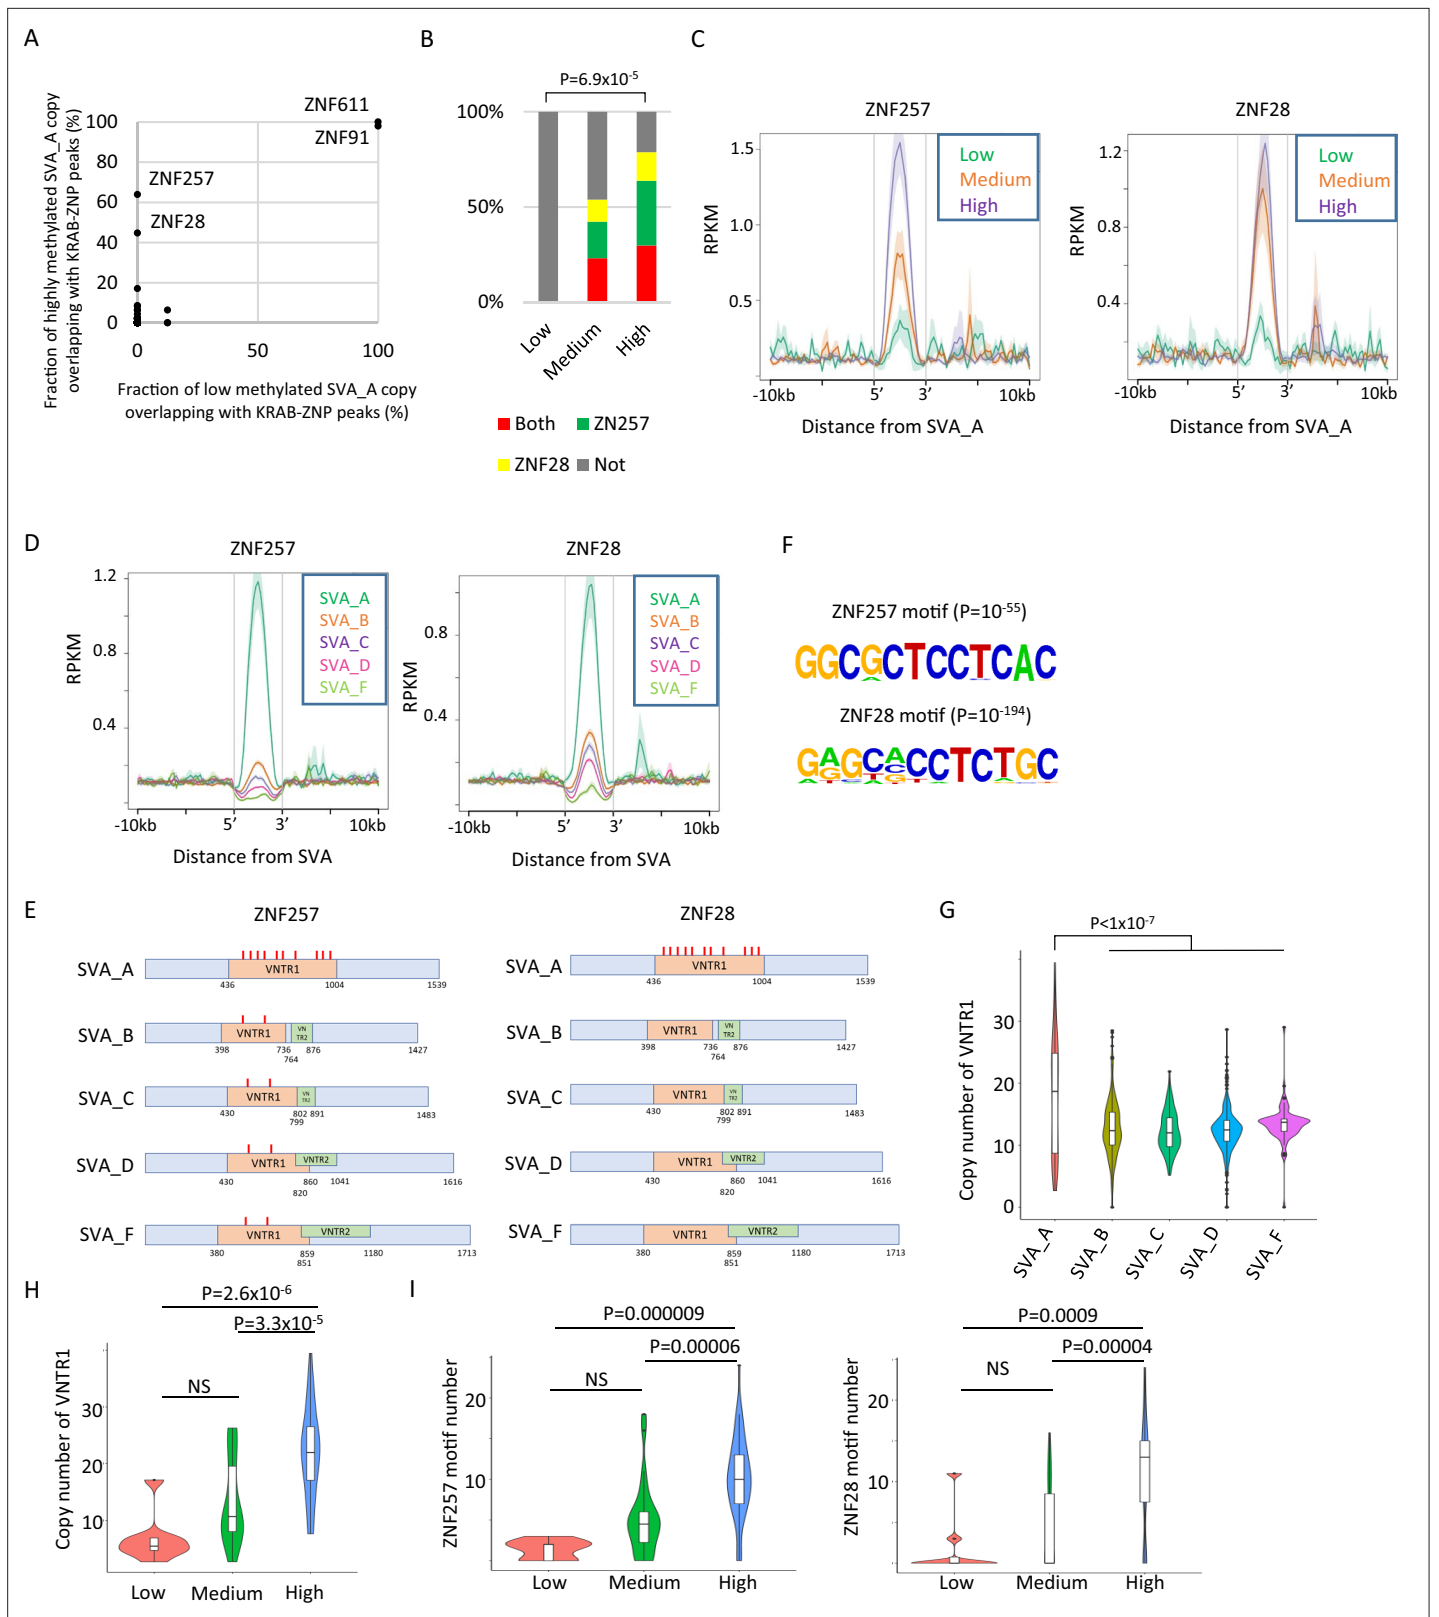 A
Fraction of highly methylated SVA_A copy
overlapping with KRAB-ZNP peaks (%)
100
80
60
40
20
0
ZNF611
ZNF91
ZNF257
ZNF28
0
50
100
Fraction of low methylated SVA_A copy
overlapping with KRAB-ZNP peaks (%)
B
P=6.9x10-5
100%
50%
0%
Low
Medium
High
Both
ZN257
ZNF28
Not
C
ZNF257
RPKM
1.5
1.0
0.5
Low
Medium
High
-10kb
5’
3’
10kb
Distance from SVA_A
ZNF28
RPKM
1.2
0.8
0.4
Low
Medium
High
-10kb
5’
3’
10kb
Distance from SVA_A
D
ZNF257
RPKM
1.2
0.8
0.4
SVA_A
SVA_B
SVA_C
SVA_D
SVA_F
-10kb
5’
3’
10kb
Distance from SVA
ZNF28
RPKM
0.8
0.4
SVA_A
SVA_B
SVA_C
SVA_D
SVA_F
-10kb
5’
3’
10kb
Distance from SVA
F
ZNF257 motif (P=10-55)
GGCGCTCCTCAC
ZNF28 motif (P=10-194)
GAGCACCTCTGC
E
ZNF257
SVA_A
VNTR1
436
1004
1539
SVA_B
VNTR1
VN
TR2
398
736
876
1427
764
SVA_C
VNTR1
VN
TR2
430
802
891
1483
799
SVA_D
VNTR1
VNTR2
430
860
1041
1616
820
SVA_F
VNTR1
VNTR2
380
859
1180
1713
851
ZNF28
SVA_A
VNTR1
436
1004
1539
SVA_B
VNTR1
VN
TR2
398
736
876
1427
764
SVA_C
VNTR1
VN
TR2
430
802
891
1483
799
SVA_D
VNTR1
VNTR2
430
860
1041
1616
820
SVA_F
VNTR1
VNTR2
380
859
1180
1713
851
G
P<1x10-7
Copy number of VNTR1
30
20
10
0
SVA_A
SVA_B
SVA_C
SVA_D
SVA_F
H
P=2.6x10-6
P=3.3x10-5
NS
Copy number of VNTR1
30
20
10
Low
Medium
High
I
P=0.000009
P=0.00006
NS
ZNF257 motif number
20
10
Low
Medium
High
P=0.0009
P=0.00004
NS
ZNF28 motif number
20
10
Low
Medium
High